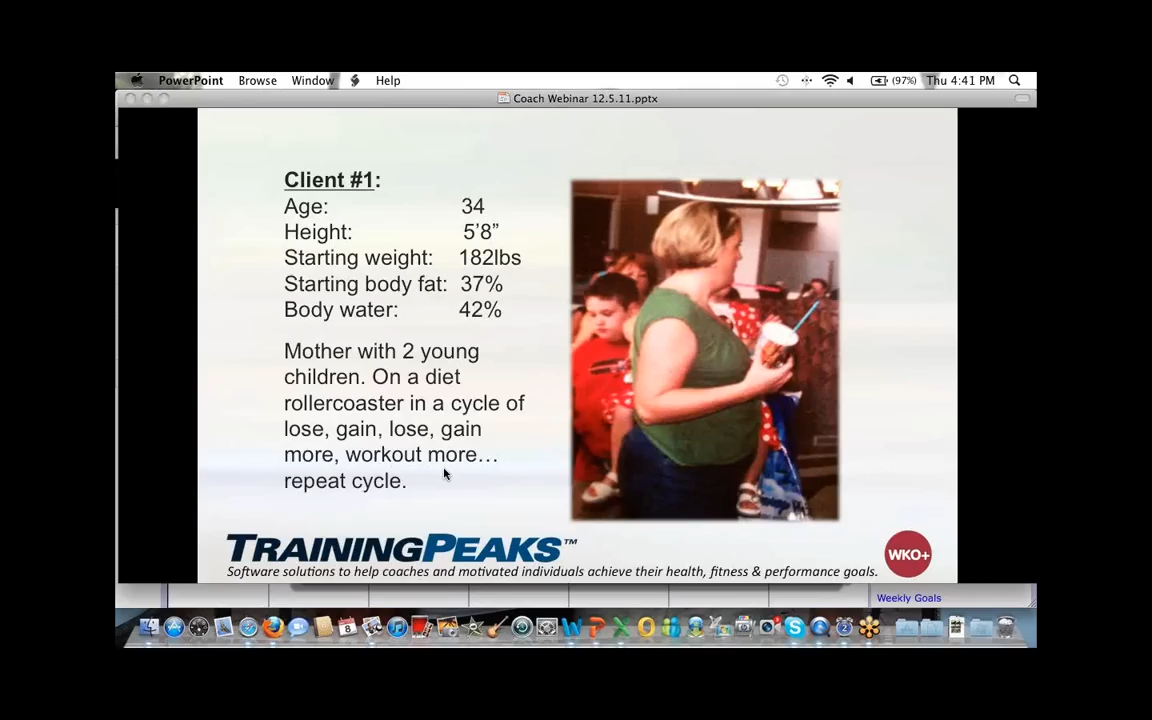 PowerPoint Browse Window Help (97%) Thu 4:41 PM
Coach Webinar 12.5.11.pptx
Client #1:
Age: 34
Height: 5’8”
Starting weight: 182lbs
Starting body fat: 37%
Body water: 42%
Mother with 2 young
children. On a diet
rollercoaster in a cycle of
lose, gain, lose, gain
more, workout more…
repeat cycle.
TRAININGPEAKS™
WKO+
Software solutions to help coaches and motivated individuals achieve their health, fitness & performance goals.
Weekly Goals
8
2